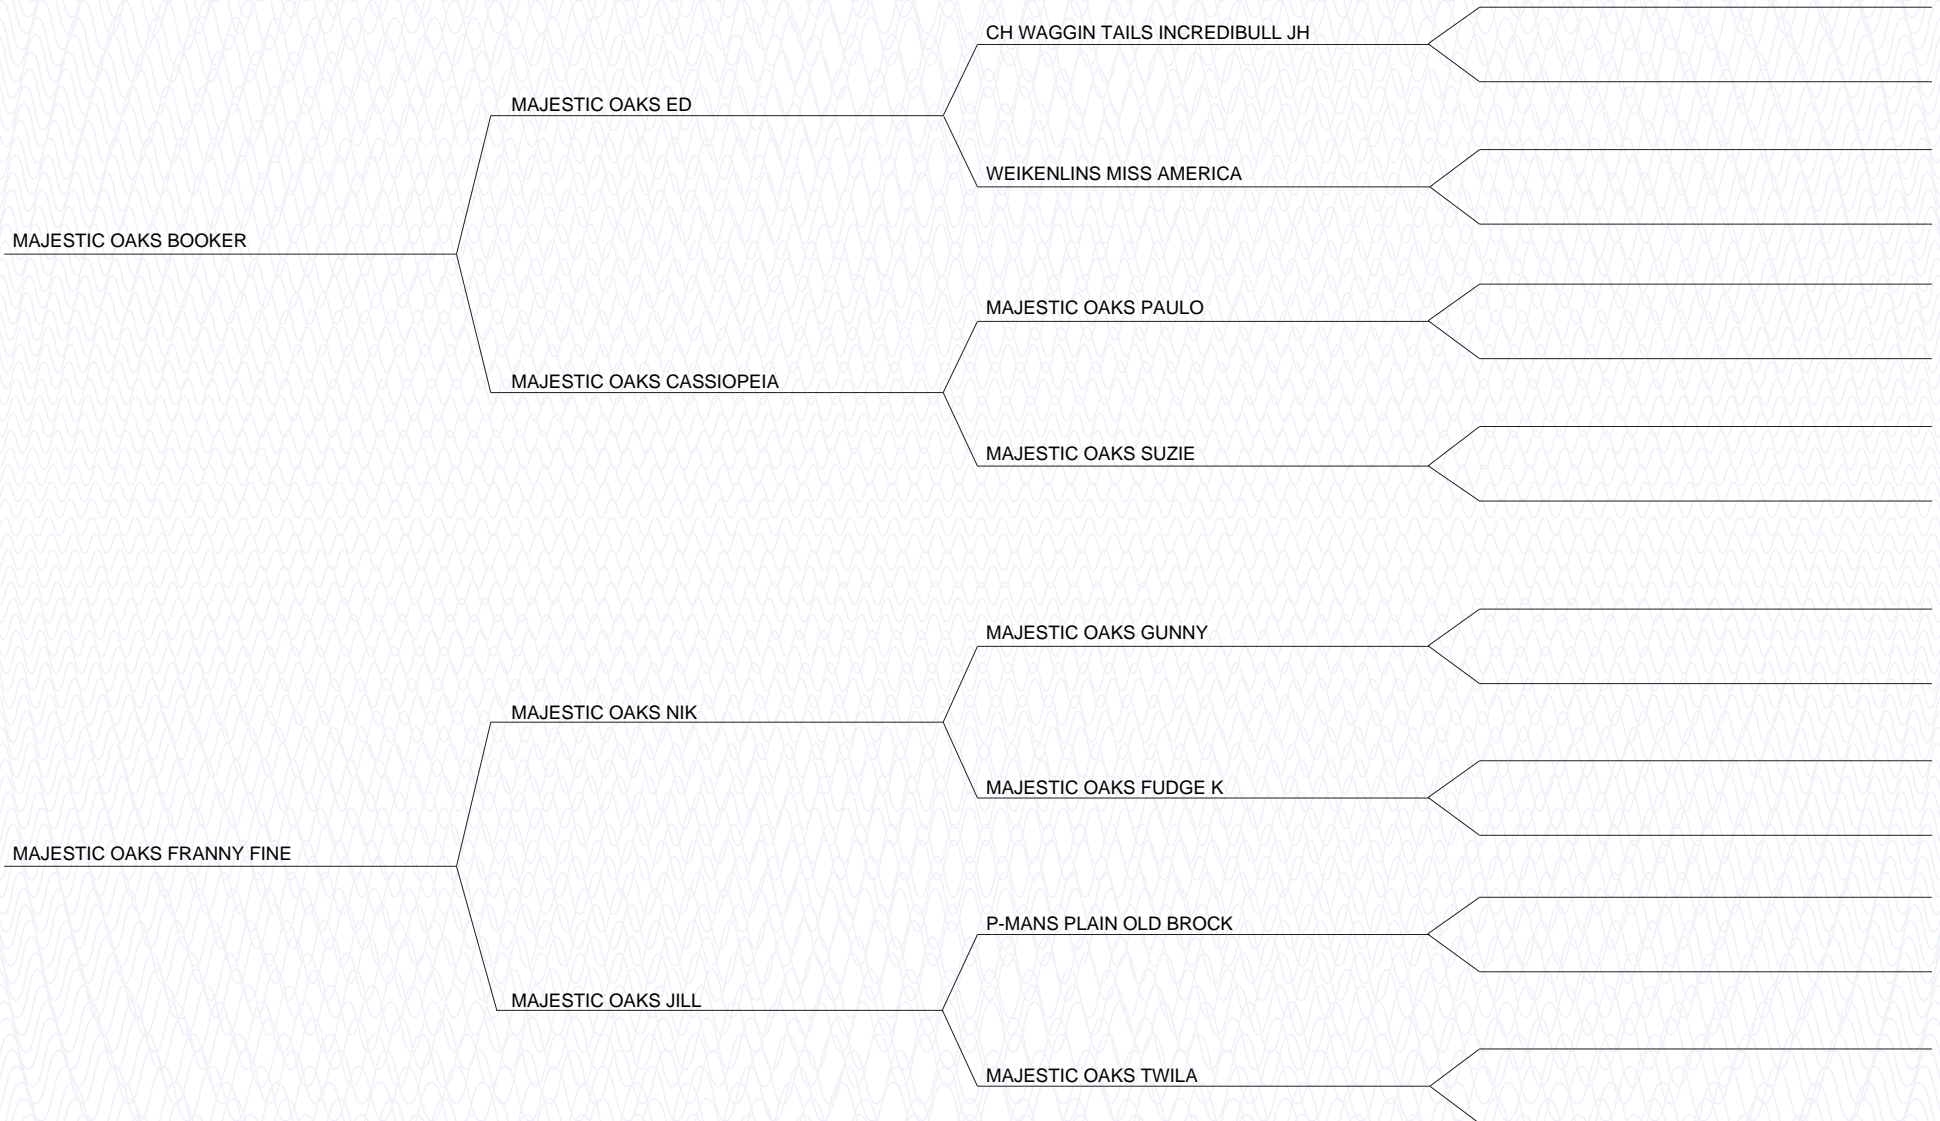 CH WAGGIN TAILS INCREDIBULL JH
MAJESTIC OAKS ED
WEIKENLINS MISS AMERICA
MAJESTIC OAKS BOOKER
MAJESTIC OAKS PAULO
MAJESTIC OAKS CASSIOPEIA
MAJESTIC OAKS SUZIE
MAJESTIC OAKS GUNNY
MAJESTIC OAKS NIK
MAJESTIC OAKS FUDGE K
MAJESTIC OAKS FRANNY FINE
P-MANS PLAIN OLD BROCK
MAJESTIC OAKS JILL
MAJESTIC OAKS TWILA